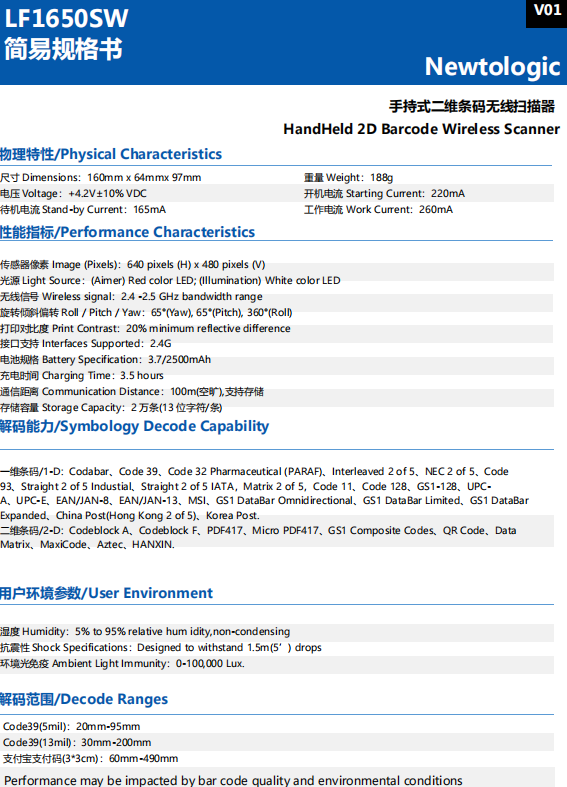 LF1650SW
V01
简易规格书
Newtologic
手持式二维条码无线扫描器
HandHeld 2D Barcode Wireless Scanner
物理特性/Physical Characteristics
尺寸 Dimensions：160mm x 64mmx 97mm 重量 Weight：188g
电压 Voltage：+4.2V±10% VDC 开机电流 Starting Current：220mA
待机电流 Stand-by Current：165mA 工作电流 Work Current：260mA
性能指标/Performance Characteristics
传感器像素 Image (Pixels)：640 pixels (H) x 480 pixels (V)
光源 Light Source：(Aimer) Red color LED; (Illumination) White color LED
无线信号 Wireless signal：2.4 -2.5 GHz bandwidth range
旋转倾斜偏转 Roll / Pitch / Yaw：65°(Yaw), 65°(Pitch), 360°(Roll)
打印对比度 Print Contrast：20% minimum reflective difference
接口支持 Interfaces Supported：2.4G
电池规格 Battery Specification：3.7/2500mAh
充电时间 Charging Time：3.5 hours
通信距离 Communication Distance：100m(空旷),支持存储
存储容量 Storage Capacity：2 万条(13 位字符/条)
解码能力/Symbology Decode Capability
一维条码/1-D：Codabar、Code 39、Code 32 Pharmaceutical (PARAF)、Interleaved 2 of 5、NEC 2 of 5、Code
93、Straight 2 of 5 Industial、Straight 2 of 5 IATA，Matrix 2 of 5，Code 11、Code 128、GS1-128、UPC-
A、UPC-E、EAN/JAN-8、EAN/JAN-13、MSI、GS1 DataBar Omnidirectional、GS1 DataBar Limited、GS1 DataBar
Expanded、China Post(Hong Kong 2 of 5)、Korea Post.
二维条码/2-D：Codeblock A、Codeblock F、PDF417、Micro PDF417、GS1 Composite Codes、QR Code、Data
Matrix、MaxiCode、Aztec、HANXIN.
用户环境参数/User Environment
湿度 Humidity：5% to 95% relative hum idity,non-condensing
抗震性 Shock Specifications：Designed to withstand 1.5m(5’) drops
环境光免疫 Ambient Light Immunity：0-100,000 Lux.
解码范围/Decode Ranges
Code39(5mil)：20mm-95mm
Code39(13mil)：30mm-200mm
支付宝支付码(3*3cm)：60mm-490mm
Performance may be impacted by bar code quality and environmental conditions